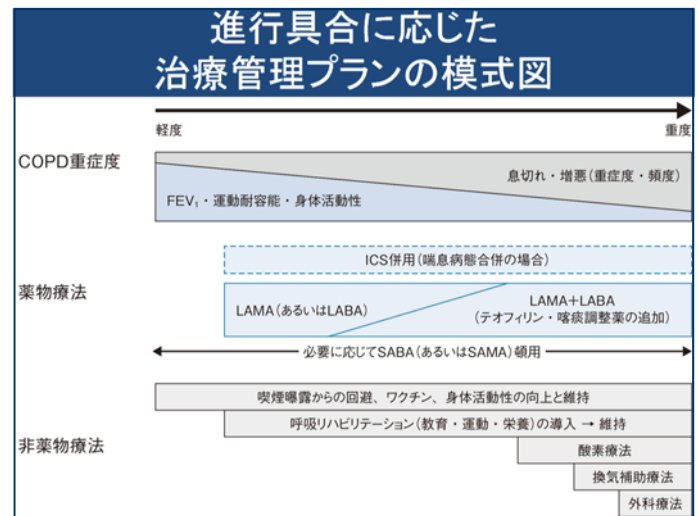 進行具合に応じた
治療管理プランの模式図
軽度
重度
COPD重症度
息切れ・増悪(重症度・頻度)
FEV₁・運動耐容能・身体活動性
薬物療法
ICS併用(喘息病態合併の場合)
LAMA(あるいはLABA)
LAMA+LABA
(テオフィリン・喀痰調整薬の追加)
必要に応じてSABA(あるいはSAMA)頓用
非薬物療法
喫煙曝露からの回避、ワクチン、身体活動性の向上と維持
呼吸リハビリテーション(教育・運動・栄養)の導入 → 維持
酸素療法
換気補助療法
外科療法